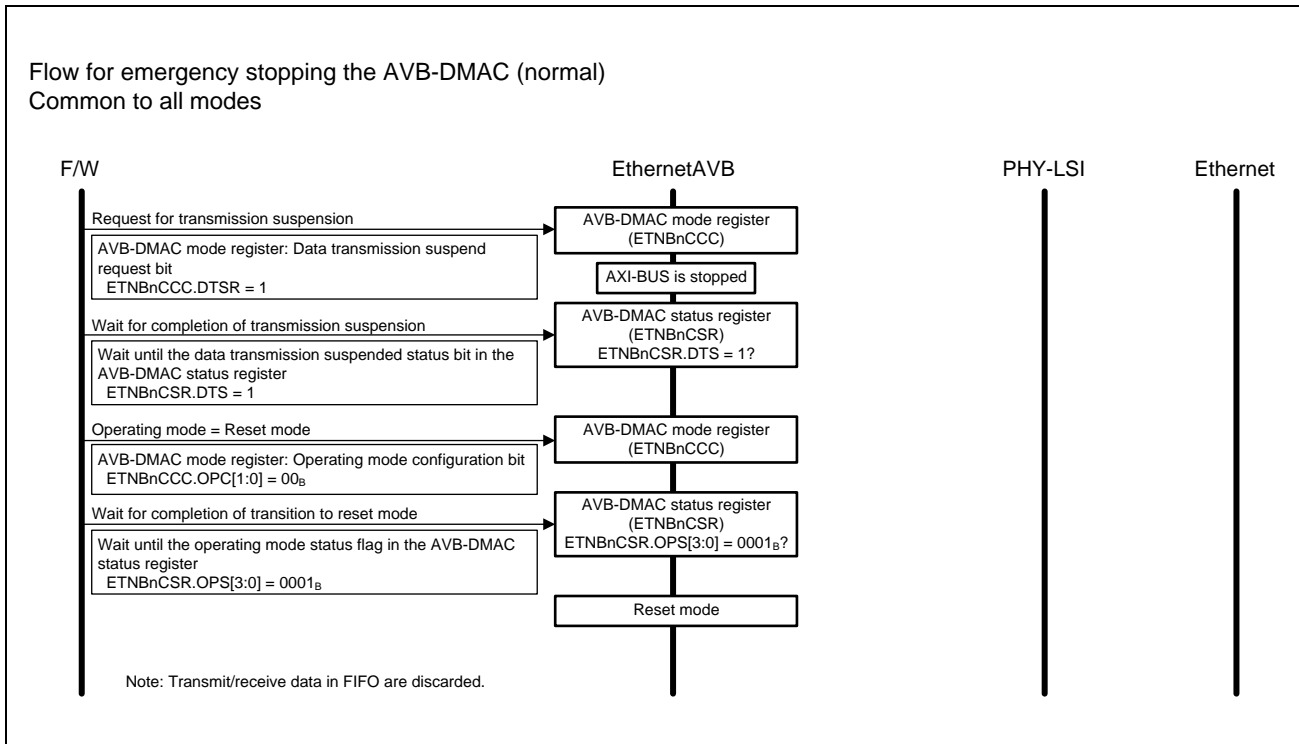 Flow for emergency stopping the AVB-DMAC (normal)
Common to all modes
F/W
EthernetAVB
PHY-LSI
Ethernet
Request for transmission suspension
AVB-DMAC mode register: Data transmission suspend
request bit
ETNBnCCC.DTSR = 1
AVB-DMAC mode register
(ETNBnCCC)
AXI-BUS is stopped
Wait for completion of transmission suspension
Wait until the data transmission suspended status bit in the
AVB-DMAC status register
ETNBnCSR.DTS = 1
AVB-DMAC status register
(ETNBnCSR)
ETNBnCSR.DTS = 1?
Operating mode = Reset mode
AVB-DMAC mode register: Operating mode configuration bit
ETNBnCCC.OPC[1:0] = 00B
AVB-DMAC mode register
(ETNBnCCC)
Wait for completion of transition to reset mode
Wait until the operating mode status flag in the AVB-DMAC
status register
ETNBnCSR.OPS[3:0] = 0001B
AVB-DMAC status register
(ETNBnCSR)
ETNBnCSR.OPS[3:0] = 0001B?
Reset mode
Note: Transmit/receive data in FIFO are discarded.